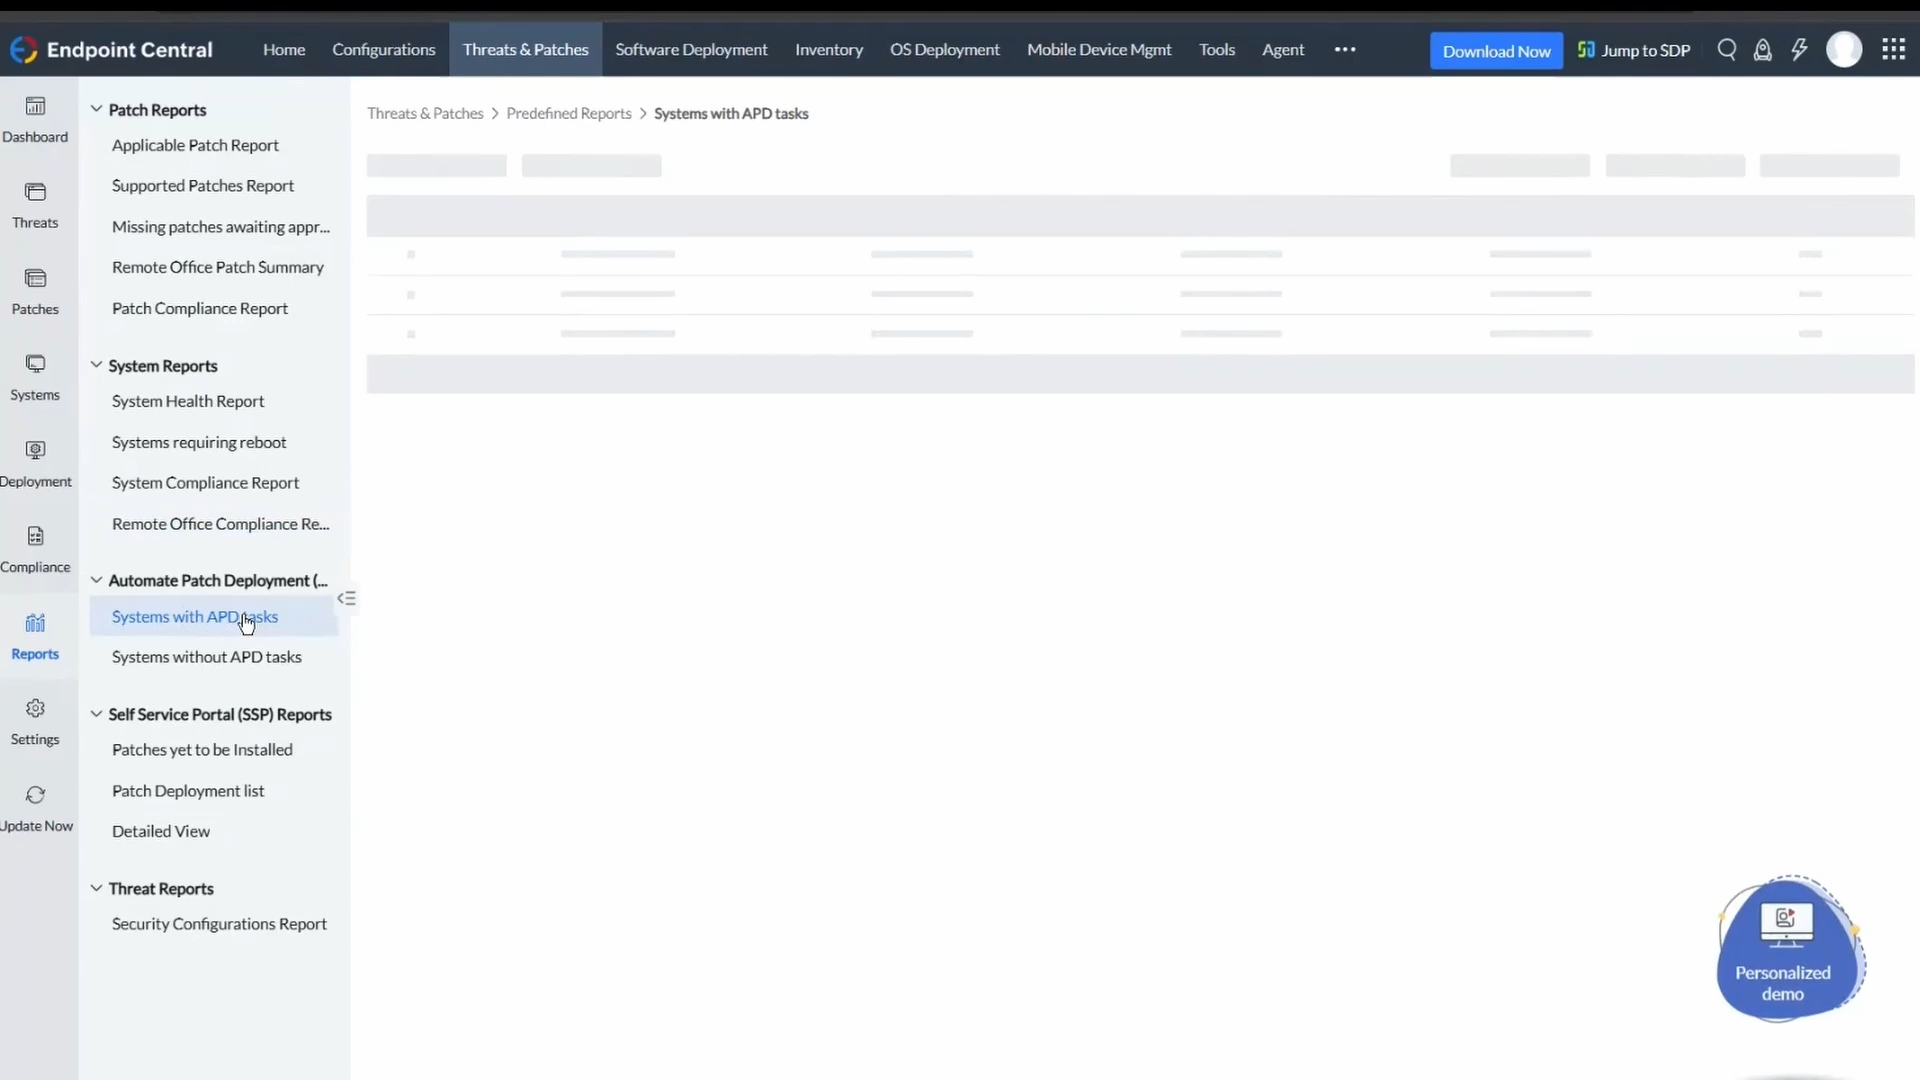 Endpoint Central
Home
Configurations
Threats & Patches
Software Deployment
Inventory
OS Deployment
Mobile Device Mgmt
Tools
Agent
Download Now
Jump to SDP
Dashboard
Threats
Patches
Systems
Deployment
Compliance
Reports
Settings
Update Now
Patch Reports
Applicable Patch Report
Supported Patches Report
Missing patches awaiting appr...
Remote Office Patch Summary
Patch Compliance Report
System Reports
System Health Report
Systems requiring reboot
System Compliance Report
Remote Office Compliance Re...
Automate Patch Deployment (...
Systems with APD tasks
Systems without APD tasks
Self Service Portal (SSP) Reports
Patches yet to be Installed
Patch Deployment list
Detailed View
Threat Reports
Security Configurations Report
Threats & Patches > Predefined Reports > Systems with APD tasks
Personalized
demo